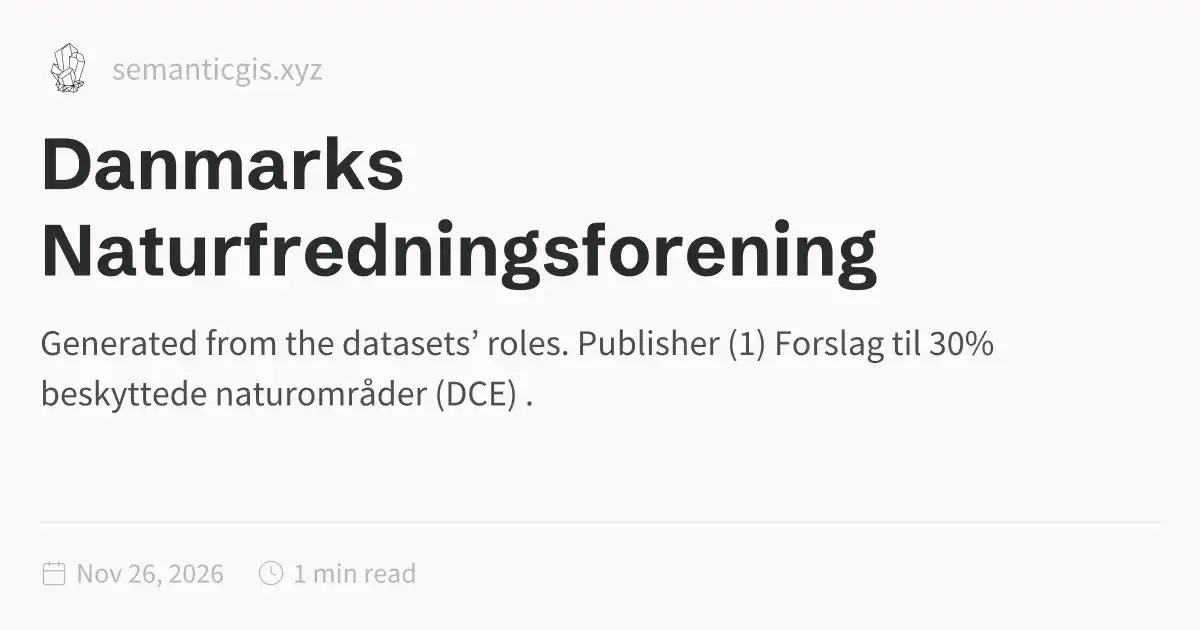 semanticgis.xyz
Danmarks
Naturfredningsforening
Generated from the datasets’ roles. Publisher (1) Forslag til 30%
beskyttede naturområder (DCE) .
Nov 26, 2026 1 min read